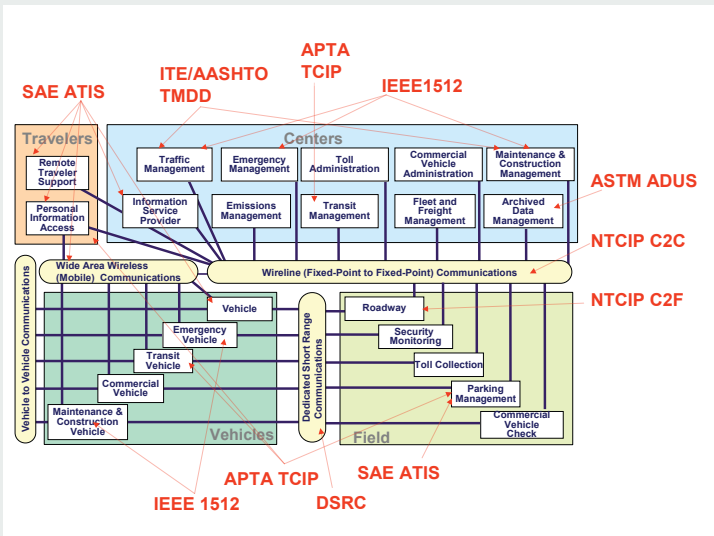 APTA
TCIP
ITE/AASHTO
TMDD
IEEE1512
SAE ATIS
Travelers
Centers
Remote
Traveler
Support
Traffic
Management
Emergency
Management
Toll
Administration
Commercial
Vehicle
Administration
Maintenance &
Construction
Management
ASTM ADUS
Personal
Information
Access
Information
Service
Provider
Emissions
Management
Transit
Management
Fleet and
Freight
Management
Archived
Data
Management
NTCIP C2C
Wide Area Wireless
(Mobile) Communications
Wireline (Fixed-Point to Fixed-Point) Communications
NTCIP C2F
Vehicle to Vehicle Communications
Vehicle
Emergency
Vehicle
Transit
Vehicle
Commercial
Vehicle
Maintenance &
Construction
Vehicle
Vehicles
Dedicated Short Range
Communications
Roadway
Security
Monitoring
Toll Collection
Parking
Management
Commercial
Vehicle
Check
Field
APTA TCIP
SAE ATIS
IEEE 1512
DSRC